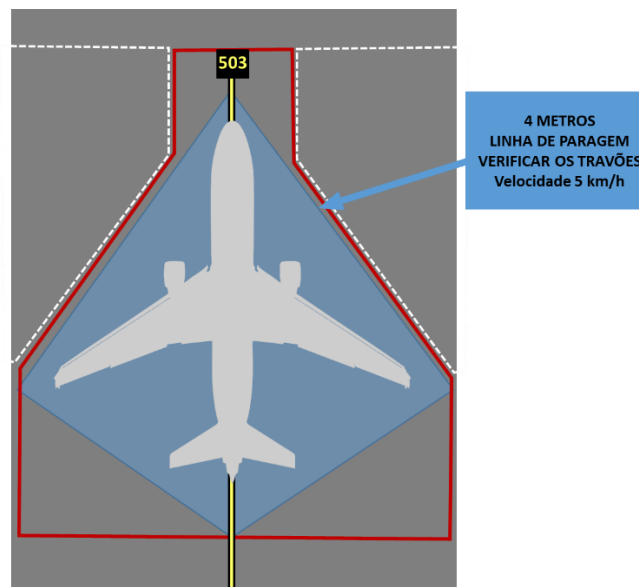 503
4 METROS
LINHA DE PARAGEM
VERIFICAR OS TRAVÕES
Velocidade 5 km/h